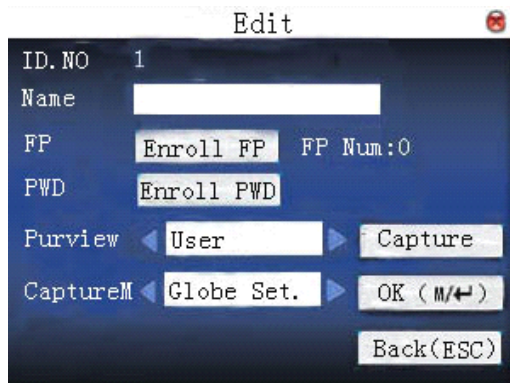 Edit
ID.NO 1
Name
FP Enroll FP FP Num:0
PWD Enroll PWD
Purview User Capture
CaptureM Globe Set. OK (M/↵)
Back(ESC)